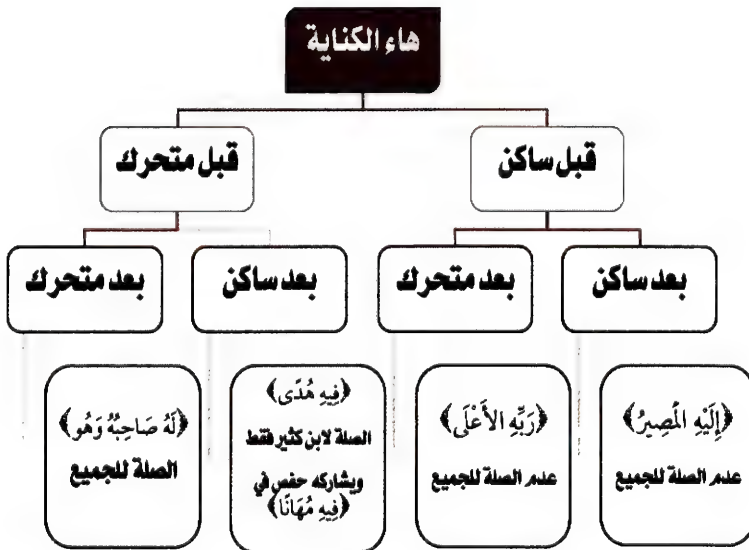 هاء الكناية
قبل ساكن
قبل متحرك
بعد ساكن
بعد متحرك
بعد ساكن
بعد متحرك
﴿إِلَيْهِ الْمَصِيرُ﴾
عدم الصلة للجميع
﴿رَبِّهِ الأَعْلَى﴾
عدم الصلة للجميع
﴿فِيهِ هُدًى﴾
الصلة لابن كثير فقط
ويشاركه حفص في
﴿فِيهِ مُهَانًا﴾
﴿لَهُ صَاحِبُهُ وَهُو﴾
الصلة للجميع